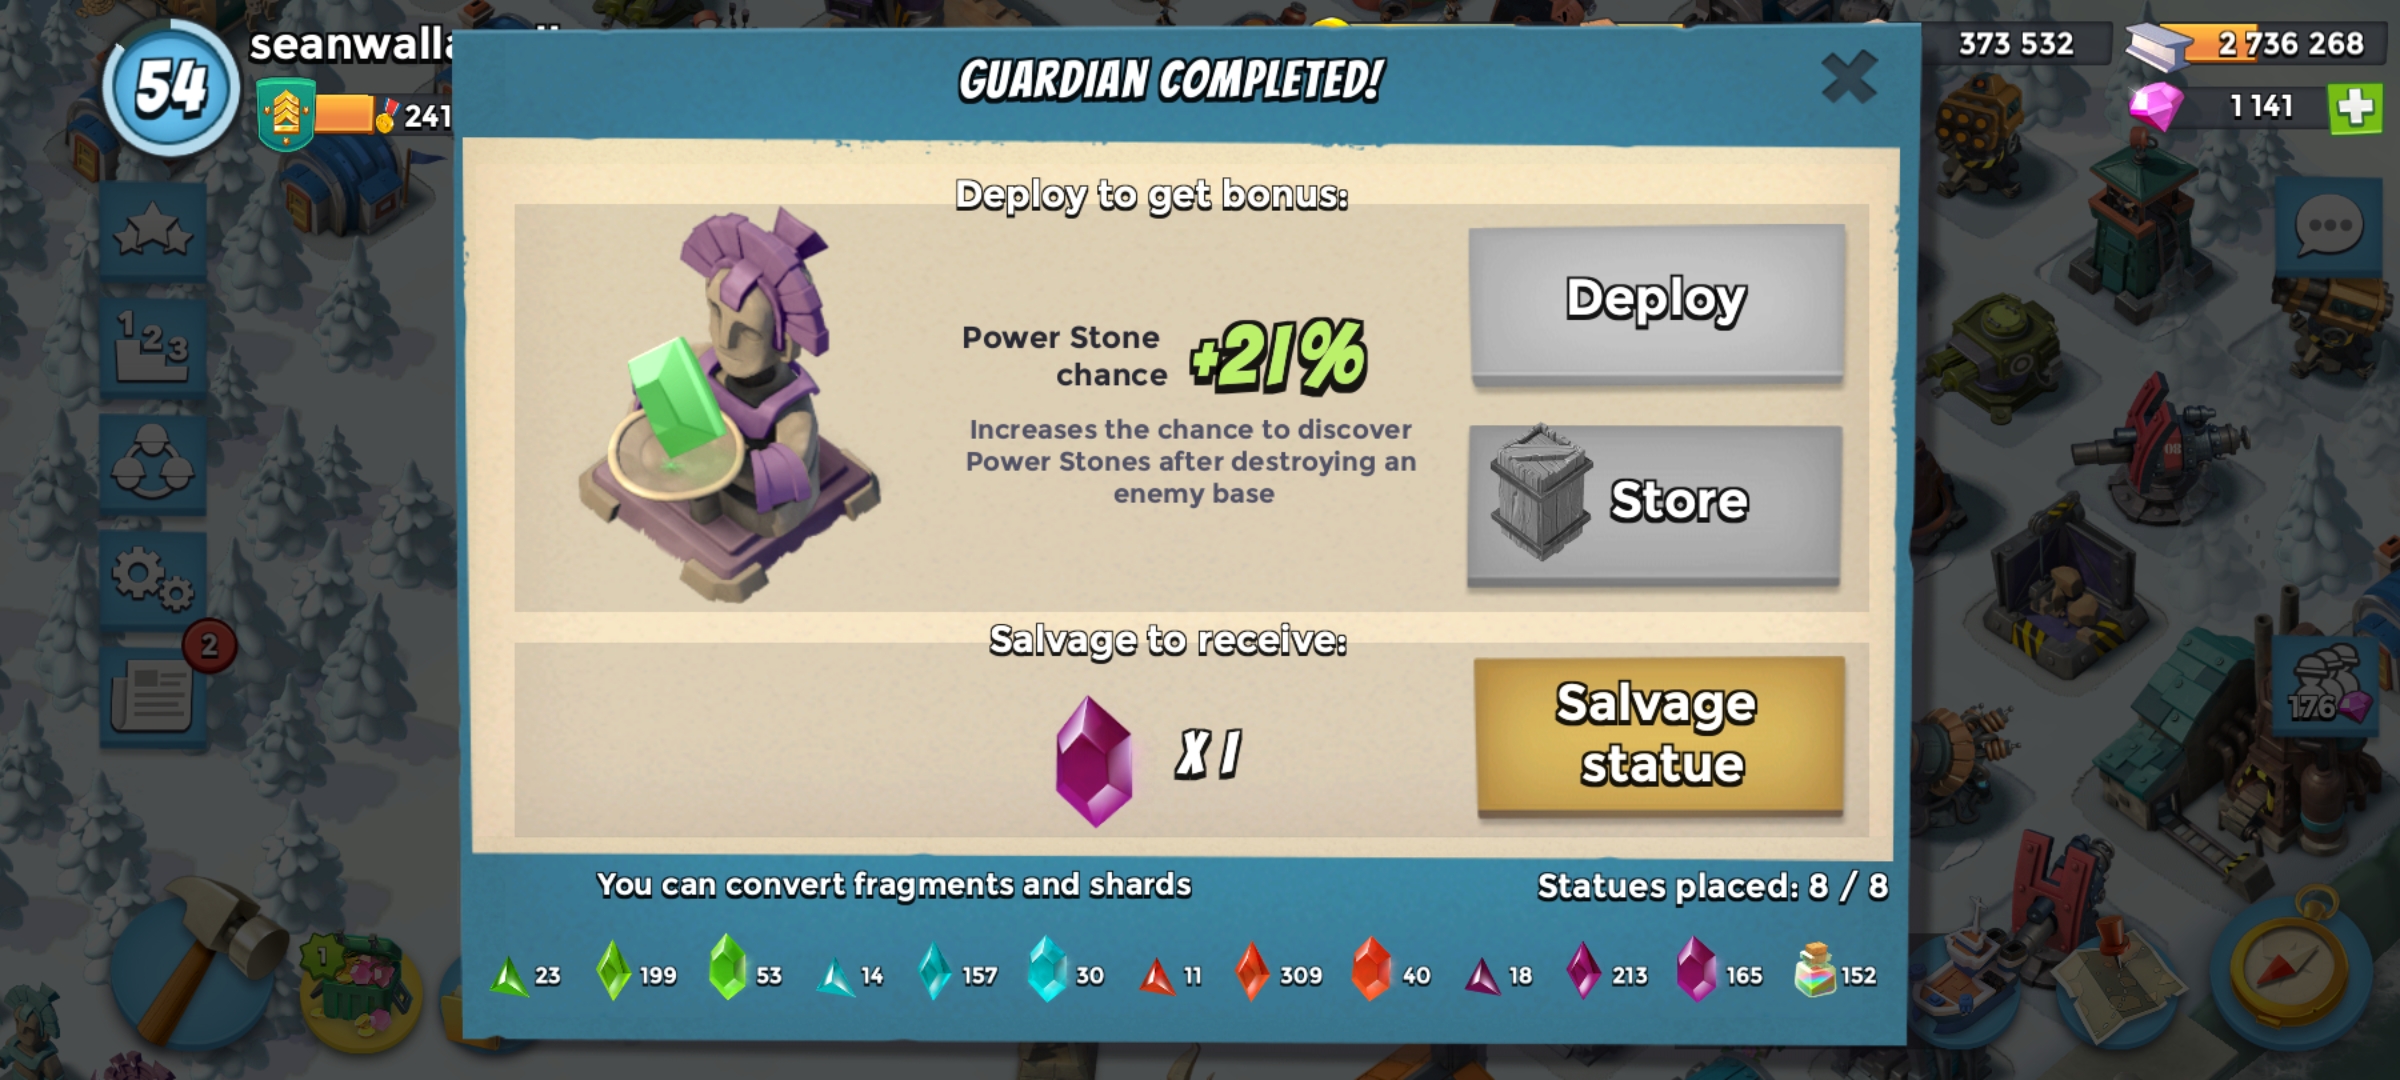 54
241
GUARDIAN COMPLETED!
373 532
2 736 268
1 141
Deploy to get bonus:
Power Stone
chance
+21%
Increases the chance to discover
Power Stones after destroying an
enemy base
Deploy
Store
1 2 3
2
Salvage to receive:
X 1
Salvage
statue
176
You can convert fragments and shards
Statues placed: 8 / 8
1
23
199
53
14
157
30
11
309
40
18
213
165
152